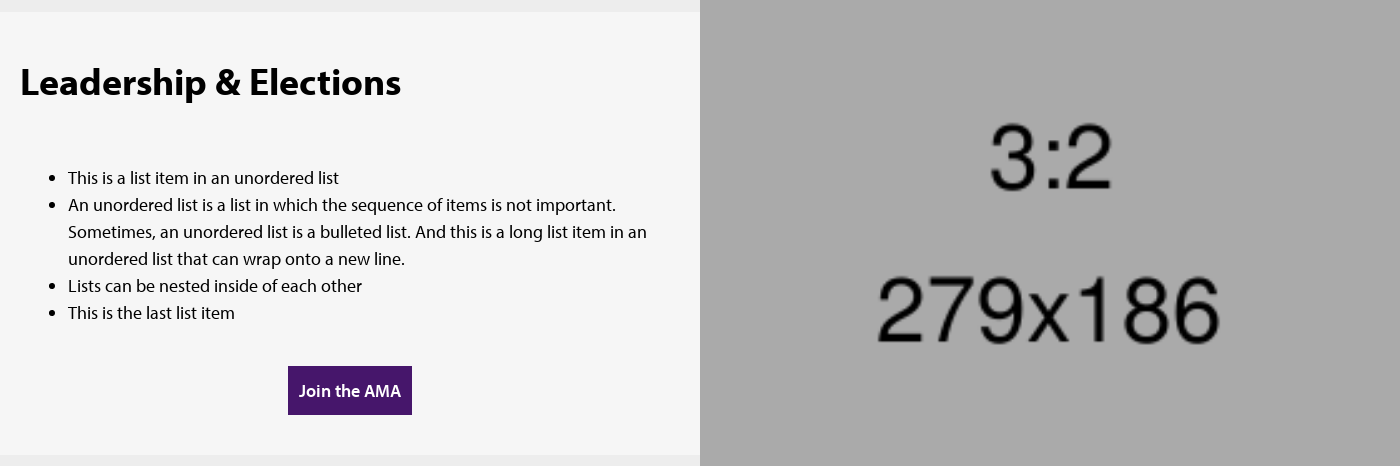 Leadership & Elections
This is a list item in an unordered list
An unordered list is a list in which the sequence of items is not important.
Sometimes, an unordered list is a bulleted list. And this is a long list item in an
unordered list that can wrap onto a new line.
Lists can be nested inside of each other
This is the last list item
Join the AMA
3:2
279x186